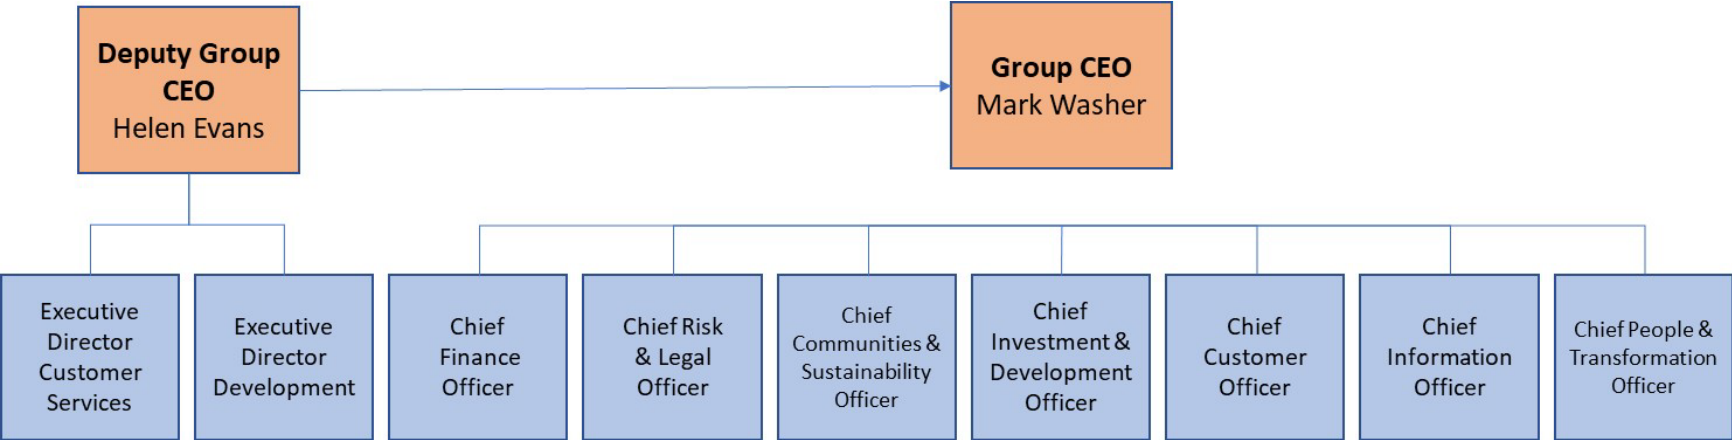 Deputy Group
CEO
Helen Evans
Group CEO
Mark Washer
Executive
Director
Customer
Services
Executive
Director
Development
Chief
Finance
Officer
Chief Risk
& Legal
Officer
Chief
Communities &
Sustainability
Officer
Chief
Investment &
Development
Officer
Chief
Customer
Officer
Chief
Information
Officer
Chief People &
Transformation
Officer